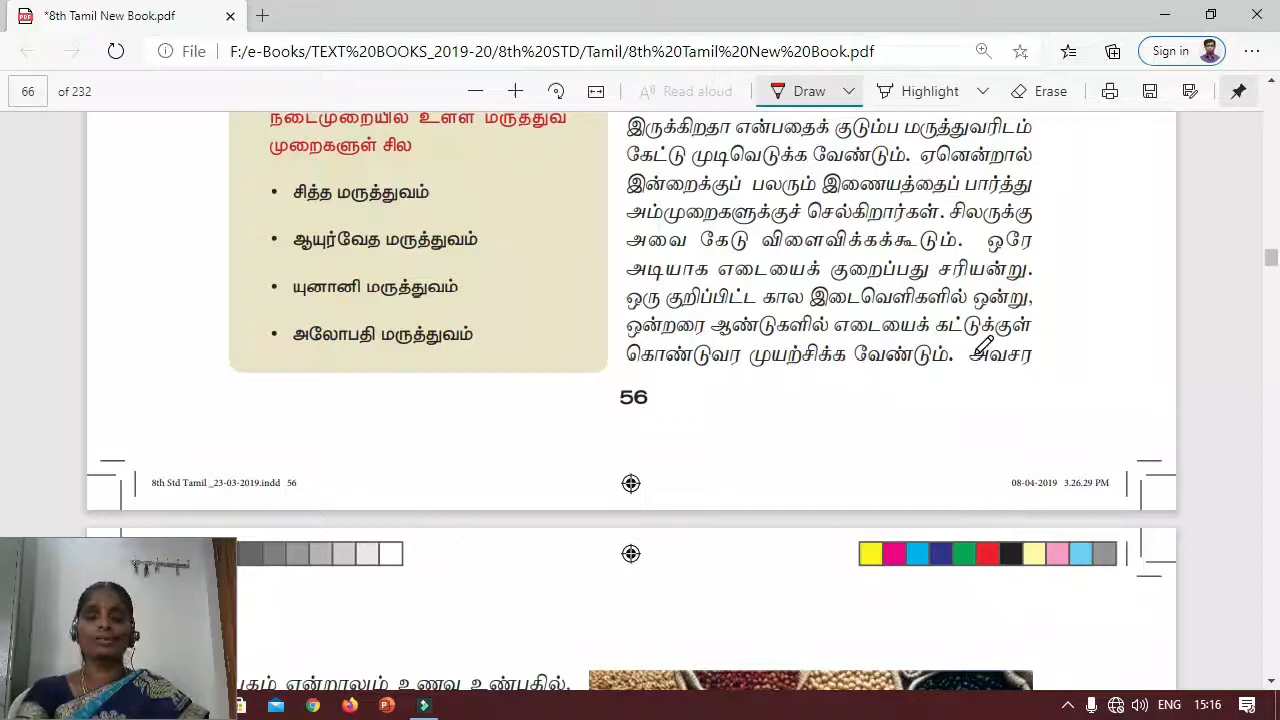 *8th Tamil New Book.pdf
File F:/e-Books/TEXT%20BOOKS_2019-20/8th%20STD/Tamil/8th%20Tamil%20New%20Book.pdf Sign in
66 of 232 Read aloud Draw Highlight Erase
நடைமுறையில் உள்ள மருத்துவ
முறைகளுள் சில
• சித்த மருத்துவம்
• ஆயுர்வேத மருத்துவம்
• யுனானி மருத்துவம்
• அலோபதி மருத்துவம்
இருக்கிறதா என்பதைக் குடும்ப மருத்துவரிடம்
கேட்டு முடிவெடுக்க வேண்டும். ஏனென்றால்
இன்றைக்குப் பலரும் இணையத்தைப் பார்த்து
அம்முறைகளுக்குச் செல்கிறார்கள். சிலருக்கு
அவை கேடு விளைவிக்கக்கூடும். ஒரே
அடியாக எடையைக் குறைப்பது சரியன்று.
ஒரு குறிப்பிட்ட கால இடைவெளிகளில் ஒன்று,
ஒன்றரை ஆண்டுகளில் எடையைக் கட்டுக்குள்
கொண்டுவர முயற்சிக்க வேண்டும். அவசர
56
8th Std Tamil _23-03-2019.indd 56
08-04-2019 3.26.29 PM
என்றாலும் உணவு உண்பதில்,
ENG 15:16